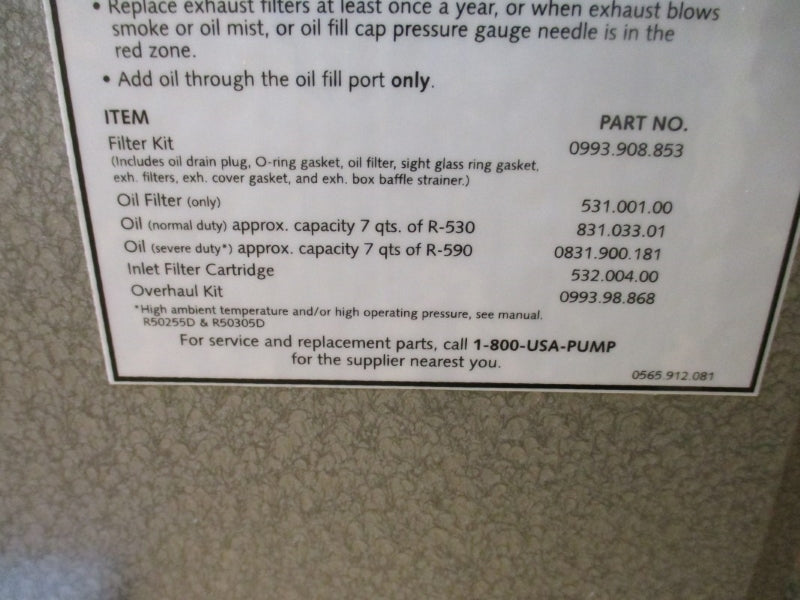 • Replace exhaust filters at least once a year, or when exhaust blows
smoke or oil mist, or oil fill cap pressure gauge needle is in the
red zone.
• Add oil through the oil fill port only.
ITEM PART NO.
Filter Kit 0993.908.853
(Includes oil drain plug, O-ring gasket, oil filter, sight glass ring gasket,
exh. filters, exh. cover gasket, and exh. box baffle strainer.)
Oil Filter (only) 531.001.00
Oil (normal duty) approx. capacity 7 qts. of R-530 831.033.01
Oil (severe duty*) approx. capacity 7 qts of R-590 0831.900.181
Inlet Filter Cartridge 532.004.00
Overhaul Kit 0993.98.868
*High ambient temperature and/or high operating pressure, see manual.
R50255D & R50305D
For service and replacement parts, call 1-800-USA-PUMP
for the supplier nearest you.
0565.912.081